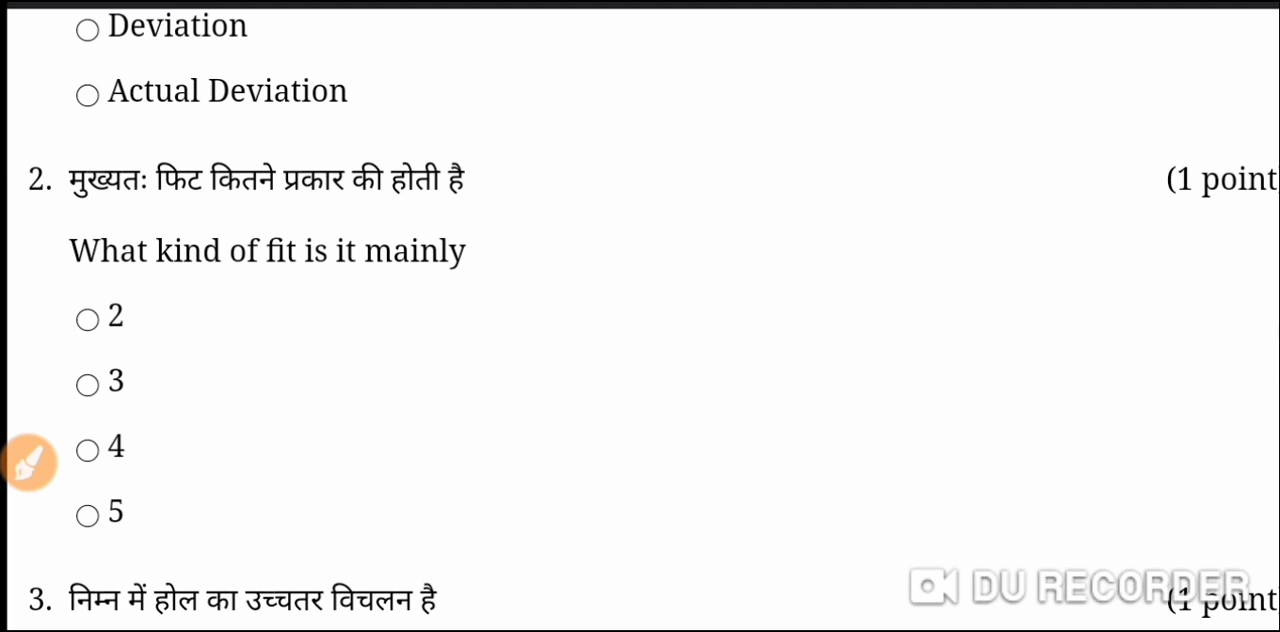 Deviation
Actual Deviation
2. मुख्यतः फिट कितने प्रकार की होती है (1 point
What kind of fit is it mainly
2
3
4
5
3. निम्न में होल का उच्चतर विचलन है (1 point
DU RECORDER